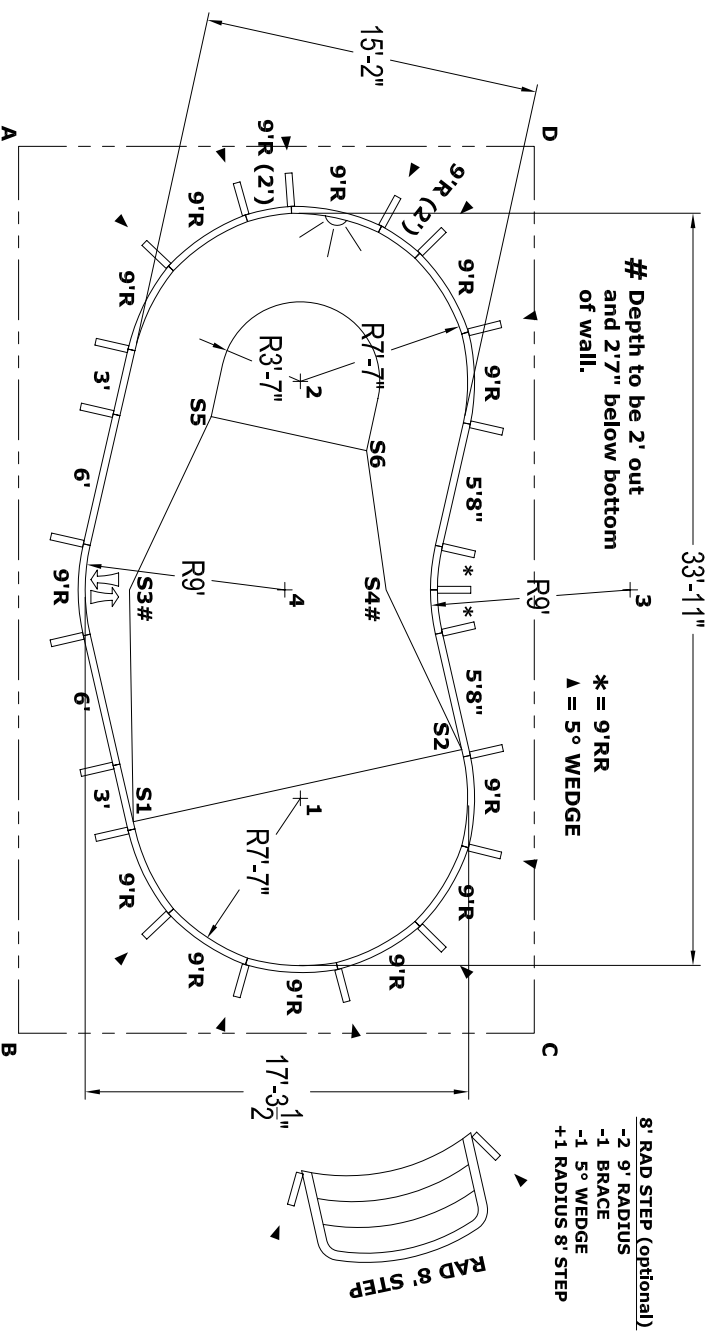 15'-2"
A
D
9'R (2')
9'R
9'R (2')
9'R
9'R
9'R
9'R
# Depth to be 2' out
and 2'7" below bottom
of wall.
R7'-7"
R3'-7"
2
3'
S5
S6
5'8"
6'
*
*
9'R
R9'
S3#
4
S4#
R9'
3
33'-11"
* = 9'RR
▲ = 5° WEDGE
6'
5'8"
S2
3'
S1
1
9'R
R7'-7"
9'R
9'R
9'R
9'R
9'R
B
C
17'-3 1/2"
8' RAD STEP (optional)
-2 9' RADIUS
-1 BRACE
-1 5° WEDGE
+1 RADIUS 8' STEP
RAD 8' STEP